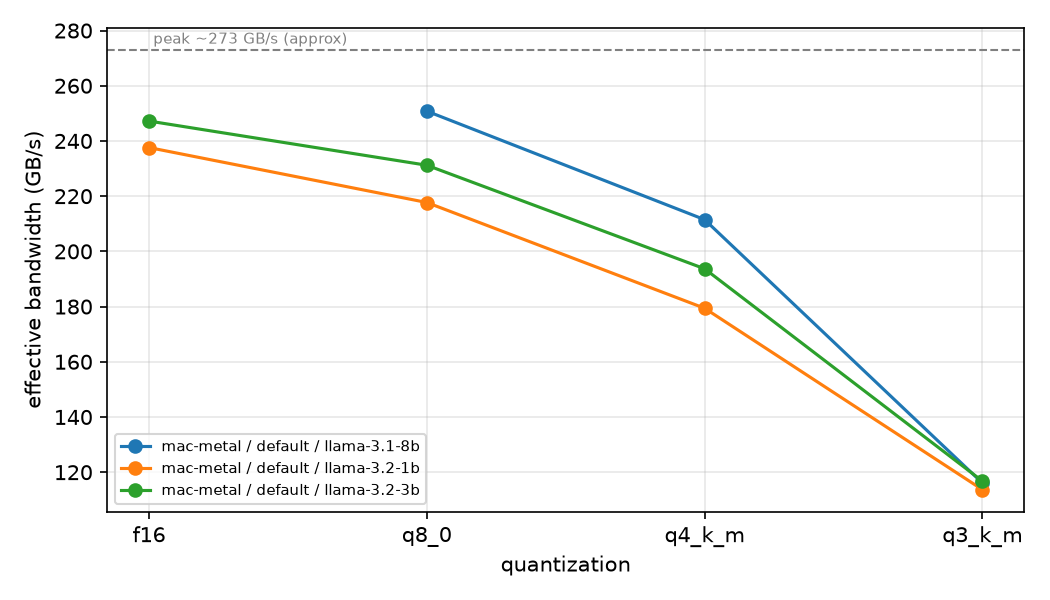 280
260
240
220
200
180
160
140
120
effective bandwidth (GB/s)
peak ~273 GB/s (approx)
mac-metal / default / llama-3.1-8b
mac-metal / default / llama-3.2-1b
mac-metal / default / llama-3.2-3b
f16 q8_0 q4_k_m q3_k_m
quantization